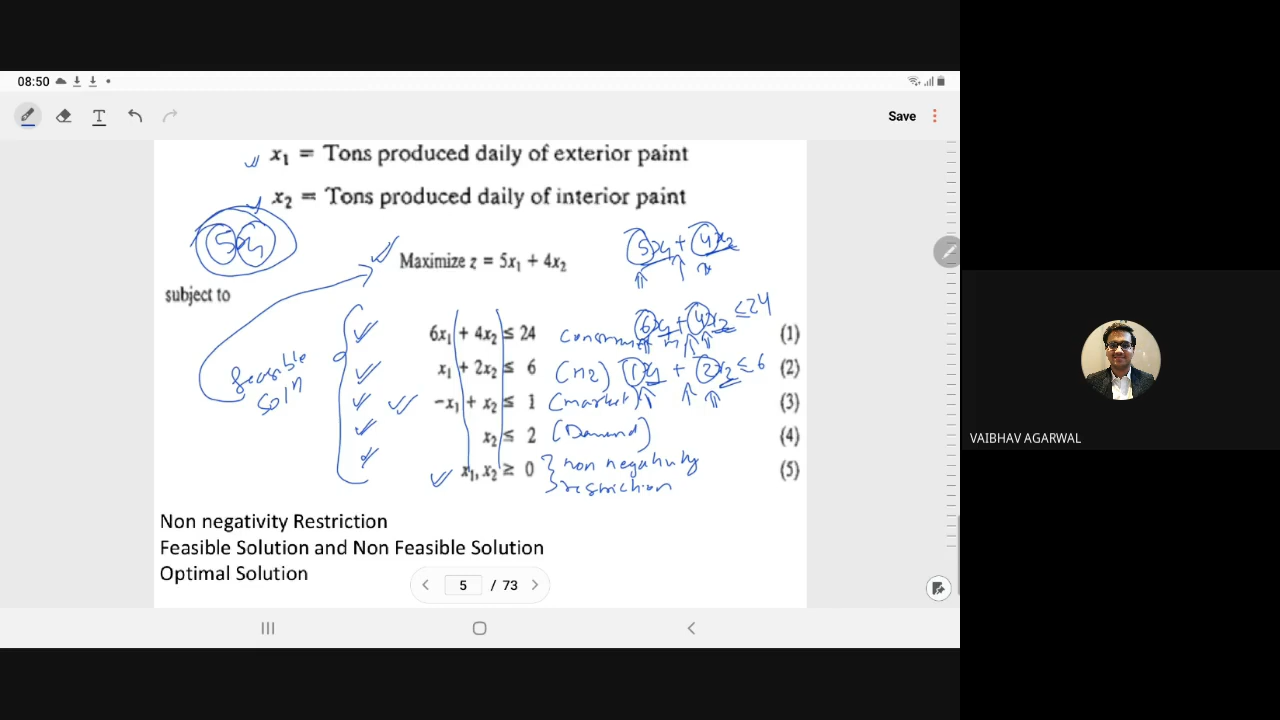 08:50
Save
x₁ = Tons produced daily of exterior paint
x₂ = Tons produced daily of interior paint
5x₁
5x₁ + 4x₂
Maximize z = 5x₁ + 4x₂
subject to
6x₁ + 4x₂ ≤ 24
6x₁ + 4x₂ ≤ 24 (1)
x₁ + 2x₂ ≤ 6 (m2) 1x₁ + 2x₂ ≤ 6 (2)
feasible
soln
−x₁ + x₂ ≤ 1 (market) (3)
x₂ ≤ 2 (Demand) (4)
x₁, x₂ ≥ 0 } non negativity (5)
restriction
Non negativity Restriction
Feasible Solution and Non Feasible Solution
Optimal Solution
5 / 73
VAIBHAV AGARWAL